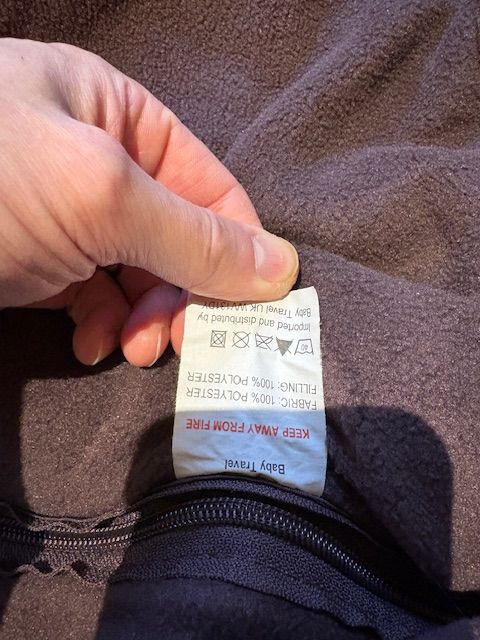 Baby Travel
KEEP AWAY FROM FIRE
FABRIC: 100% POLYESTER
FILLING: 100% POLYESTER
40
Imported and distributed by
Baby Travel UK